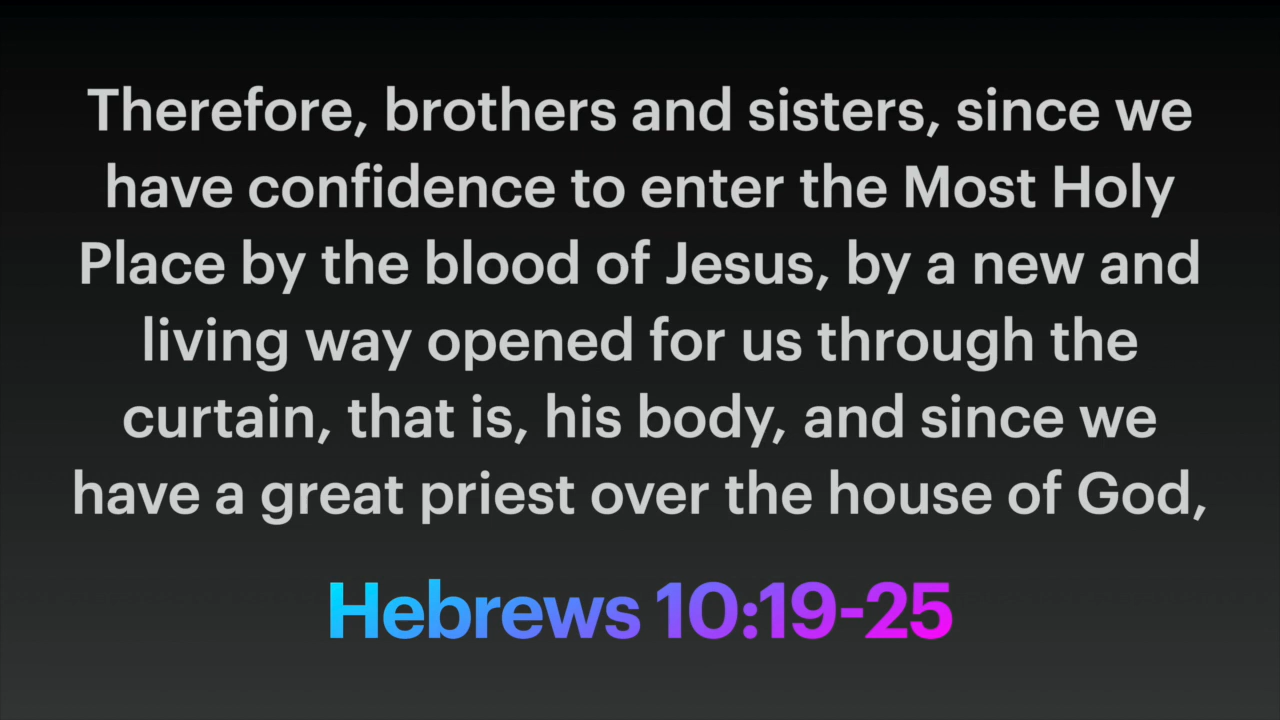 Therefore, brothers and sisters, since we
have confidence to enter the Most Holy
Place by the blood of Jesus, by a new and
living way opened for us through the
curtain, that is, his body, and since we
have a great priest over the house of God,
Hebrews 10:19-25